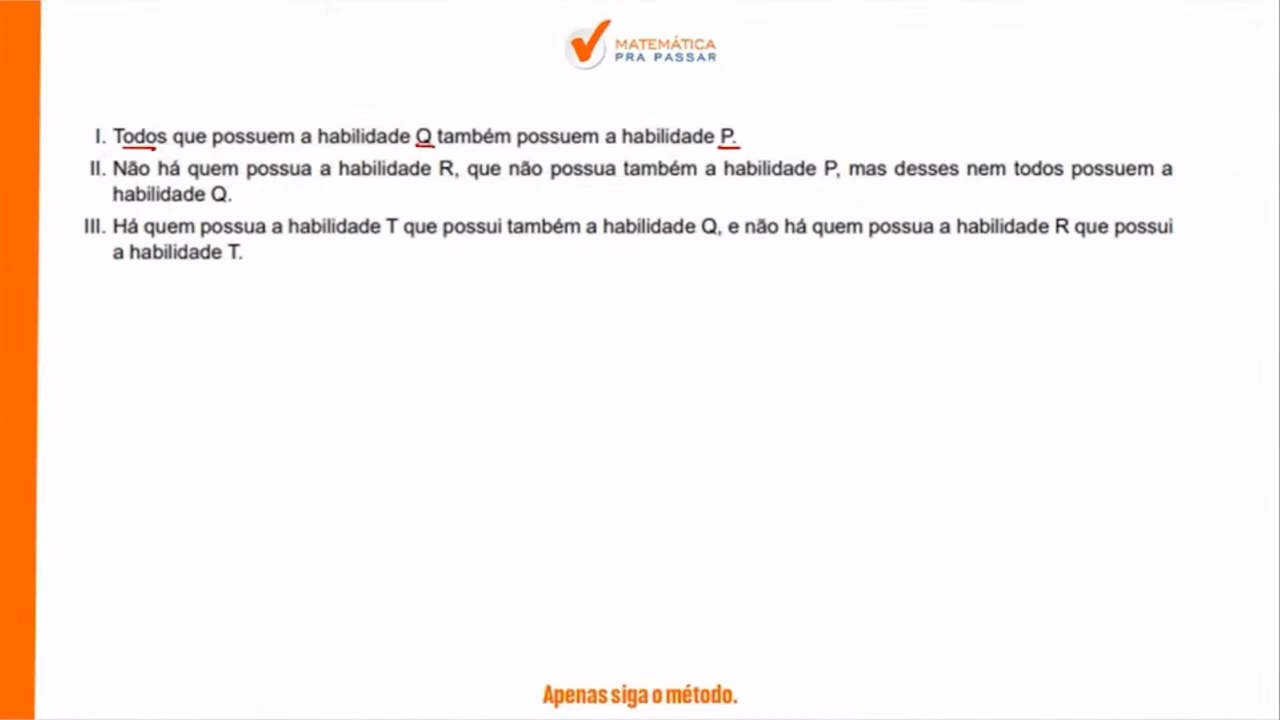 MATEMÁTICA
PRA PASSAR
I. Todos que possuem a habilidade Q também possuem a habilidade P.
II. Não há quem possua a habilidade R, que não possua também a habilidade P, mas desses nem todos possuem a
habilidade Q.
III. Há quem possua a habilidade T que possui também a habilidade Q, e não há quem possua a habilidade R que possui
a habilidade T.
Apenas siga o método.